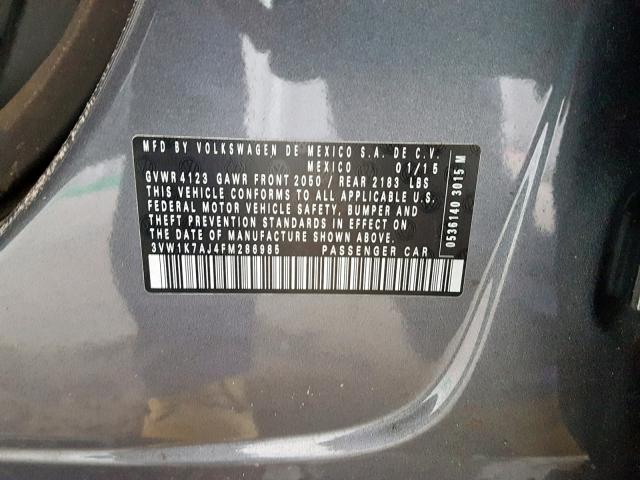 MFD BY VOLKSWAGEN DE MEXICO S.A. DE C.V.
MEXICO 01/15
GVWR 4123 GAWR FRONT 2050 / REAR 2183 LBS
THIS VEHICLE CONFORMS TO ALL APPLICABLE U.S.
FEDERAL MOTOR VEHICLE SAFETY, BUMPER AND
THEFT PREVENTION STANDARDS IN EFFECT ON
THE DATE OF MANUFACTURE SHOWN ABOVE.
3VW1K7AJ4FM286985 PASSENGER CAR
0536140 3015 M